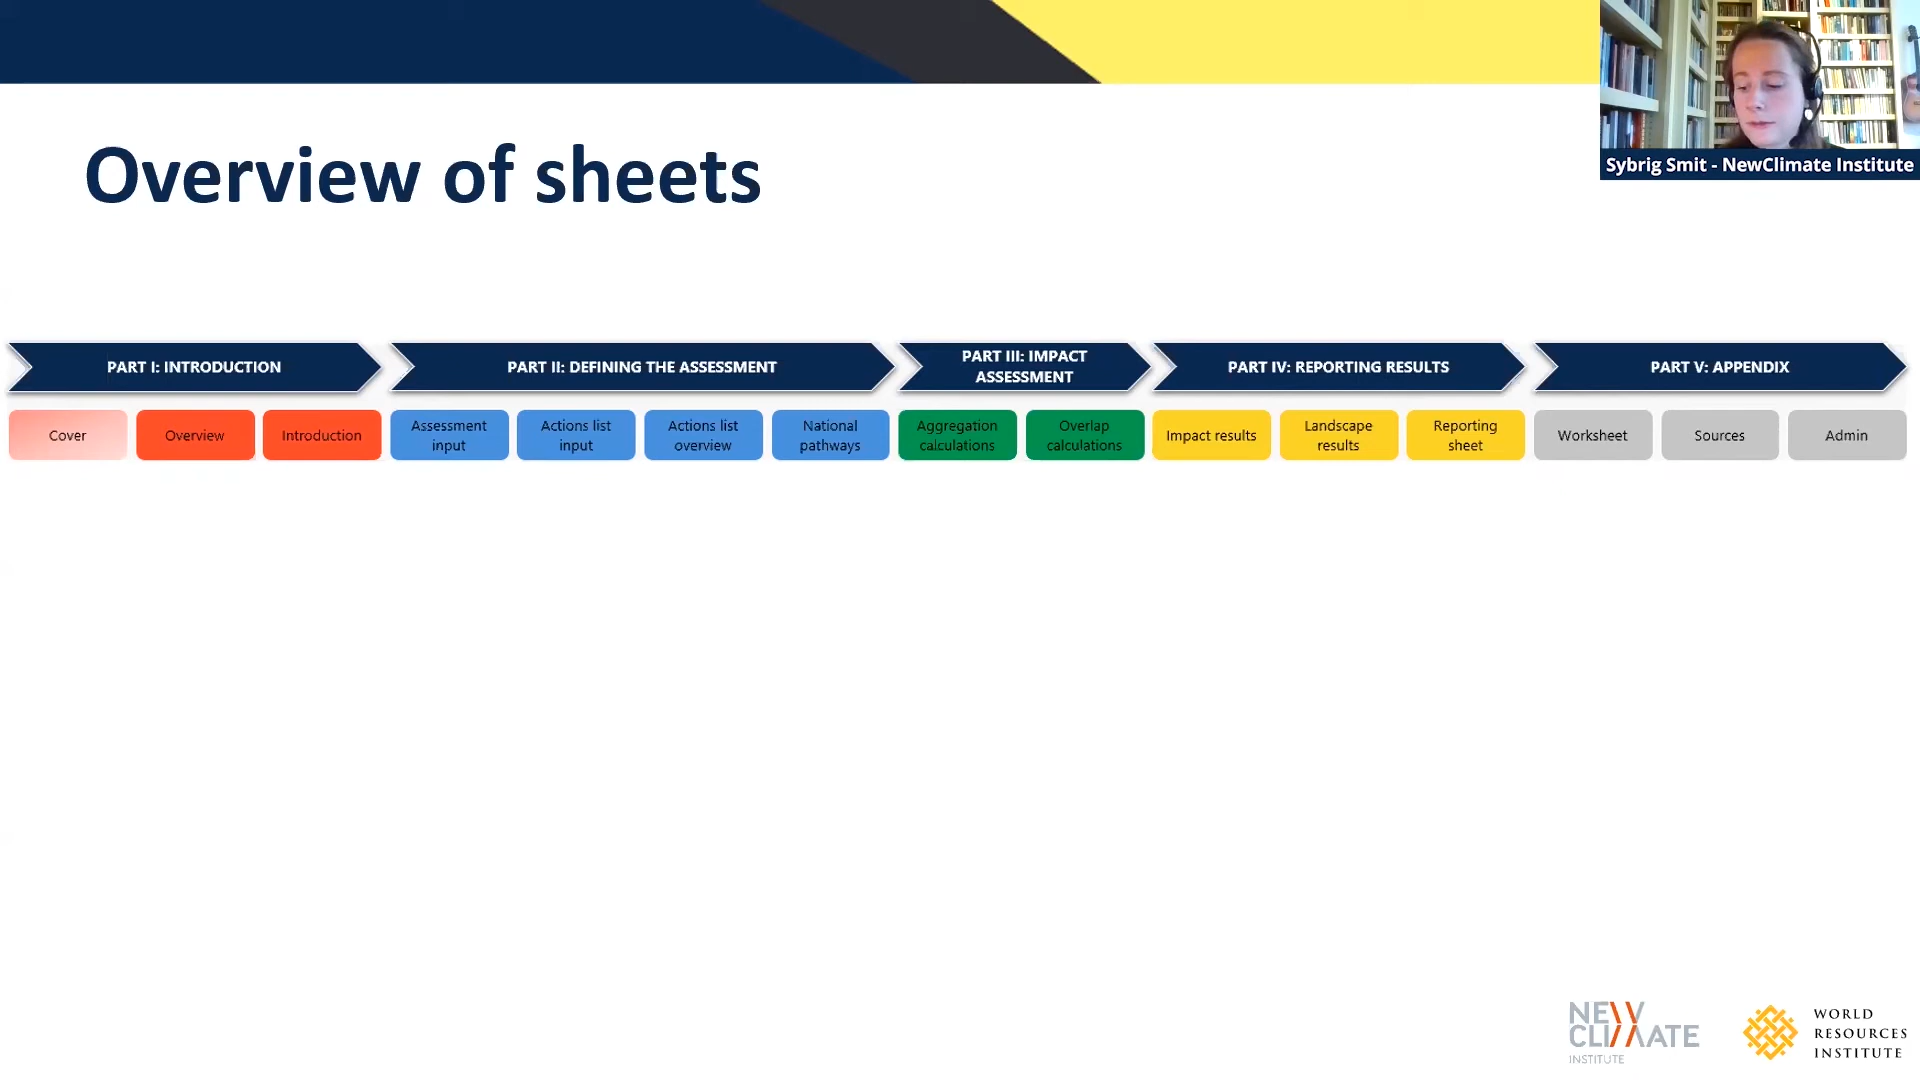 Sybrig Smit - NewClimate Institute
Overview of sheets
PART I: INTRODUCTION
PART II: DEFINING THE ASSESSMENT
PART III: IMPACT
ASSESSMENT
PART IV: REPORTING RESULTS
PART V: APPENDIX
Cover
Overview
Introduction
Assessment
input
Actions list
input
Actions list
overview
National
pathways
Aggregation
calculations
Overlap
calculations
Impact results
Landscape
results
Reporting
sheet
Worksheet
Sources
Admin
NEW
CLIMATE
INSTITUTE
WORLD
RESOURCES
INSTITUTE